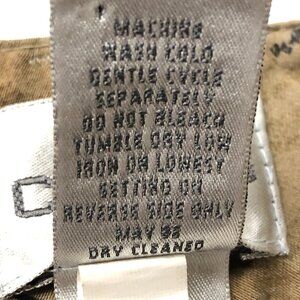 MACHINE
WASH COLD
GENTLE CYCLE
SEPARATELY
DO NOT BLEACH
TUMBLE DRY LOW
IRON ON LOWEST
SETTING ON
REVERSE SIDE ONLY
MAY BE
DRY CLEANED